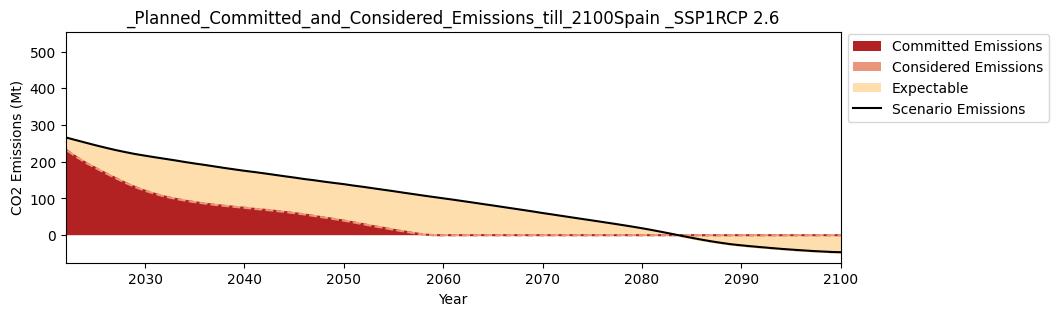 _Planned_Committed_and_Considered_Emissions_till_2100Spain _SSP1RCP 2.6
500
400
300
200
100
0
CO2 Emissions (Mt)
2030 2040 2050 2060 2070 2080 2090 2100
Year
Committed Emissions
Considered Emissions
Expectable
Scenario Emissions